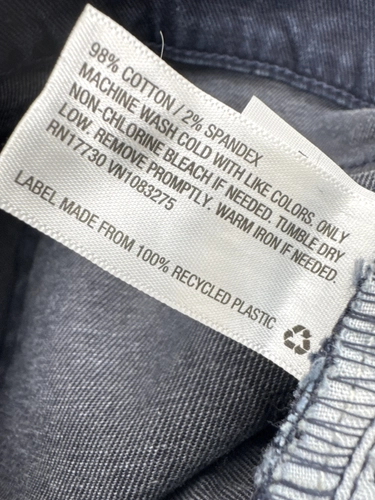 98% COTTON / 2% SPANDEX
MACHINE WASH COLD WITH LIKE COLORS, ONLY
NON-CHLORINE BLEACH IF NEEDED, TUMBLE DRY
LOW. REMOVE PROMPTLY. WARM IRON IF NEEDED.
RN17730 VN1083275
LABEL MADE FROM 100% RECYCLED PLASTIC